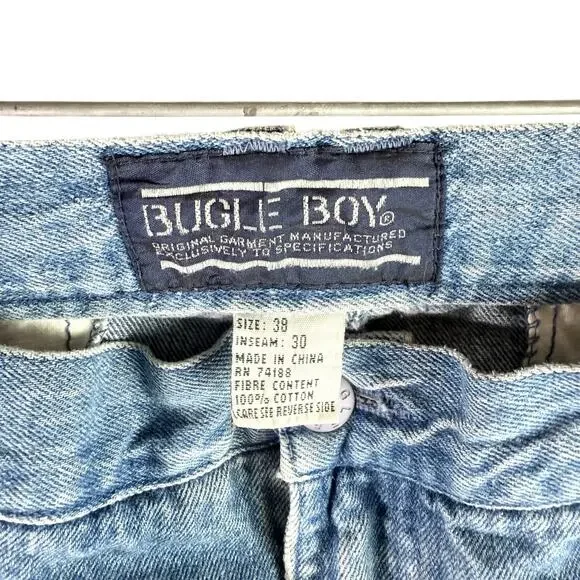 BUGLE BOY®
ORIGINAL GARMENT MANUFACTURED
EXCLUSIVELY TO SPECIFICATIONS
SIZE: 38
INSEAM: 30
MADE IN CHINA
RN 74188
FIBRE CONTENT
100% COTTON
CARE SEE REVERSE SIDE